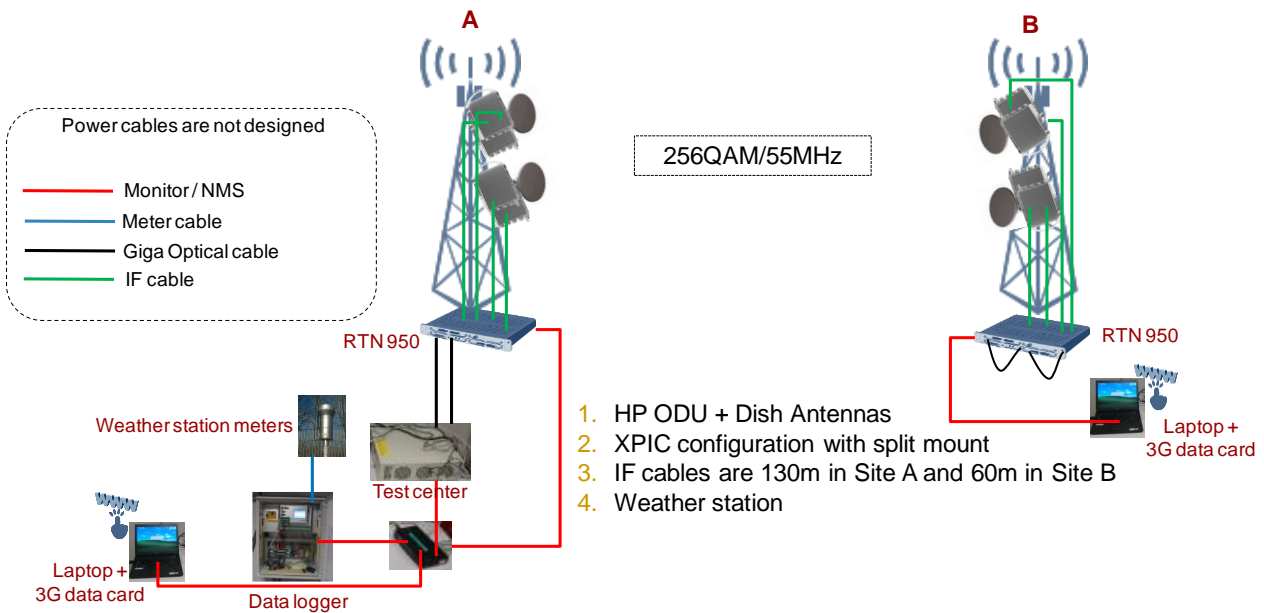 A
B
Power cables are not designed
Monitor / NMS
Meter cable
Giga Optical cable
IF cable
256QAM/55MHz
RTN 950
RTN 950
Weather station meters
Test center
1. HP ODU + Dish Antennas
2. XPIC configuration with split mount
3. IF cables are 130m in Site A and 60m in Site B
4. Weather station
WWW
Laptop +
3G data card
WWW
Laptop +
3G data card
Data logger